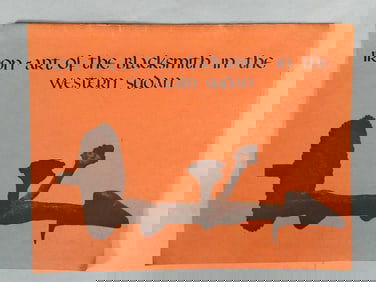 Iron art of the Blacksmith in the
Western Sudan